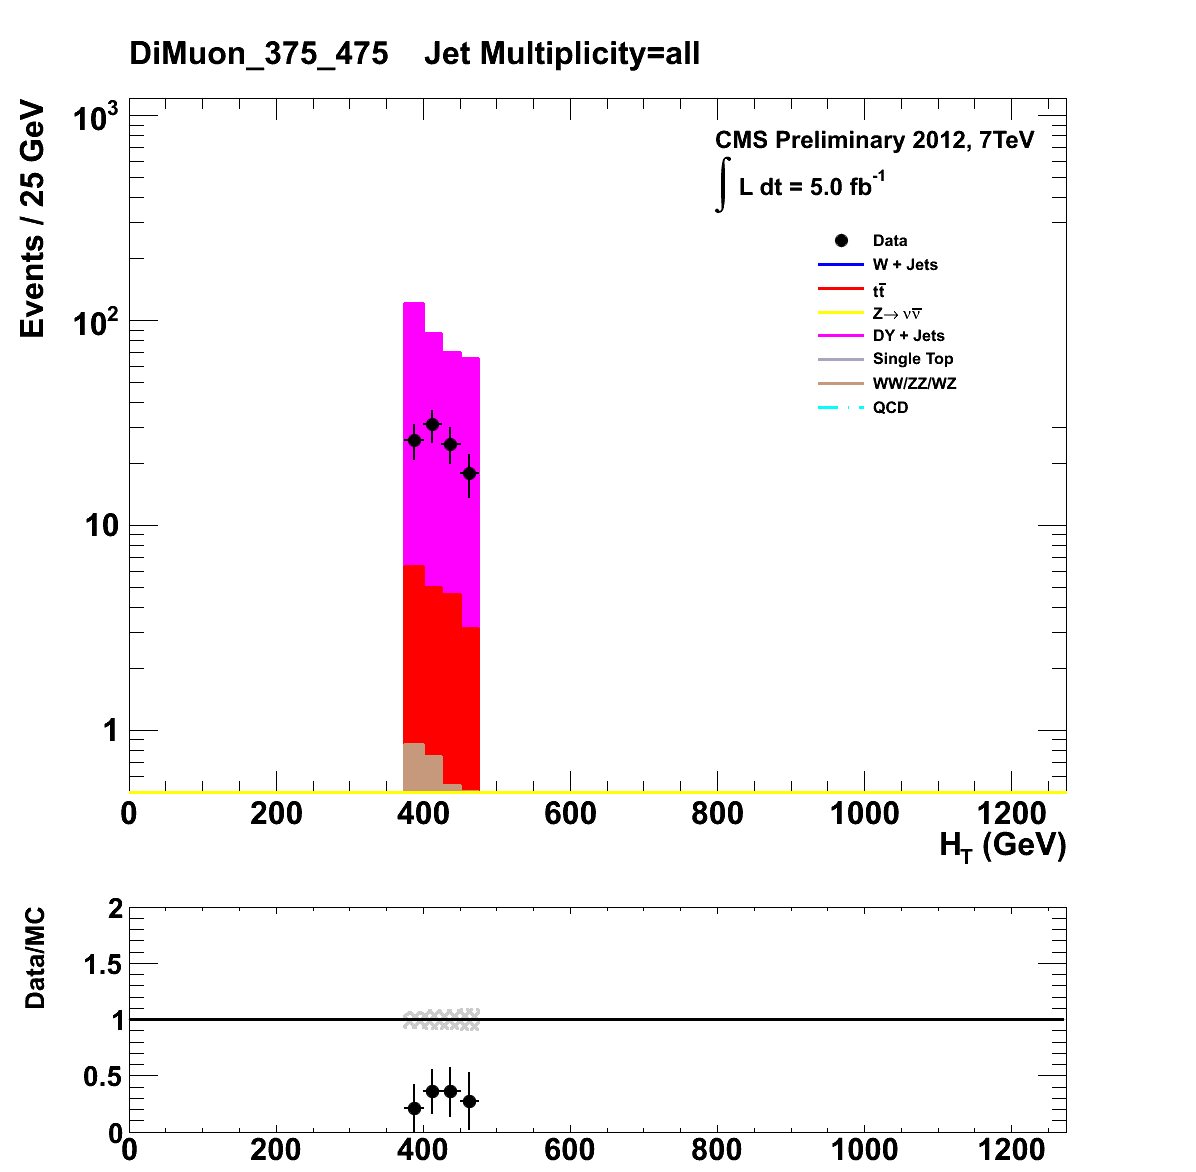 DiMuon_375_475 Jet Multiplicity=all
Events / 25 GeV
10³
10²
10
1
CMS Preliminary 2012, 7TeV
∫ L dt = 5.0 fb⁻¹
Data
W + Jets
tt̅
Z→ νν̅
DY + Jets
Single Top
WW/ZZ/WZ
QCD
0 200 400 600 800 1000 1200
H_T (GeV)
Data/MC
2
1.5
1
0.5
0
0 200 400 600 800 1000 1200